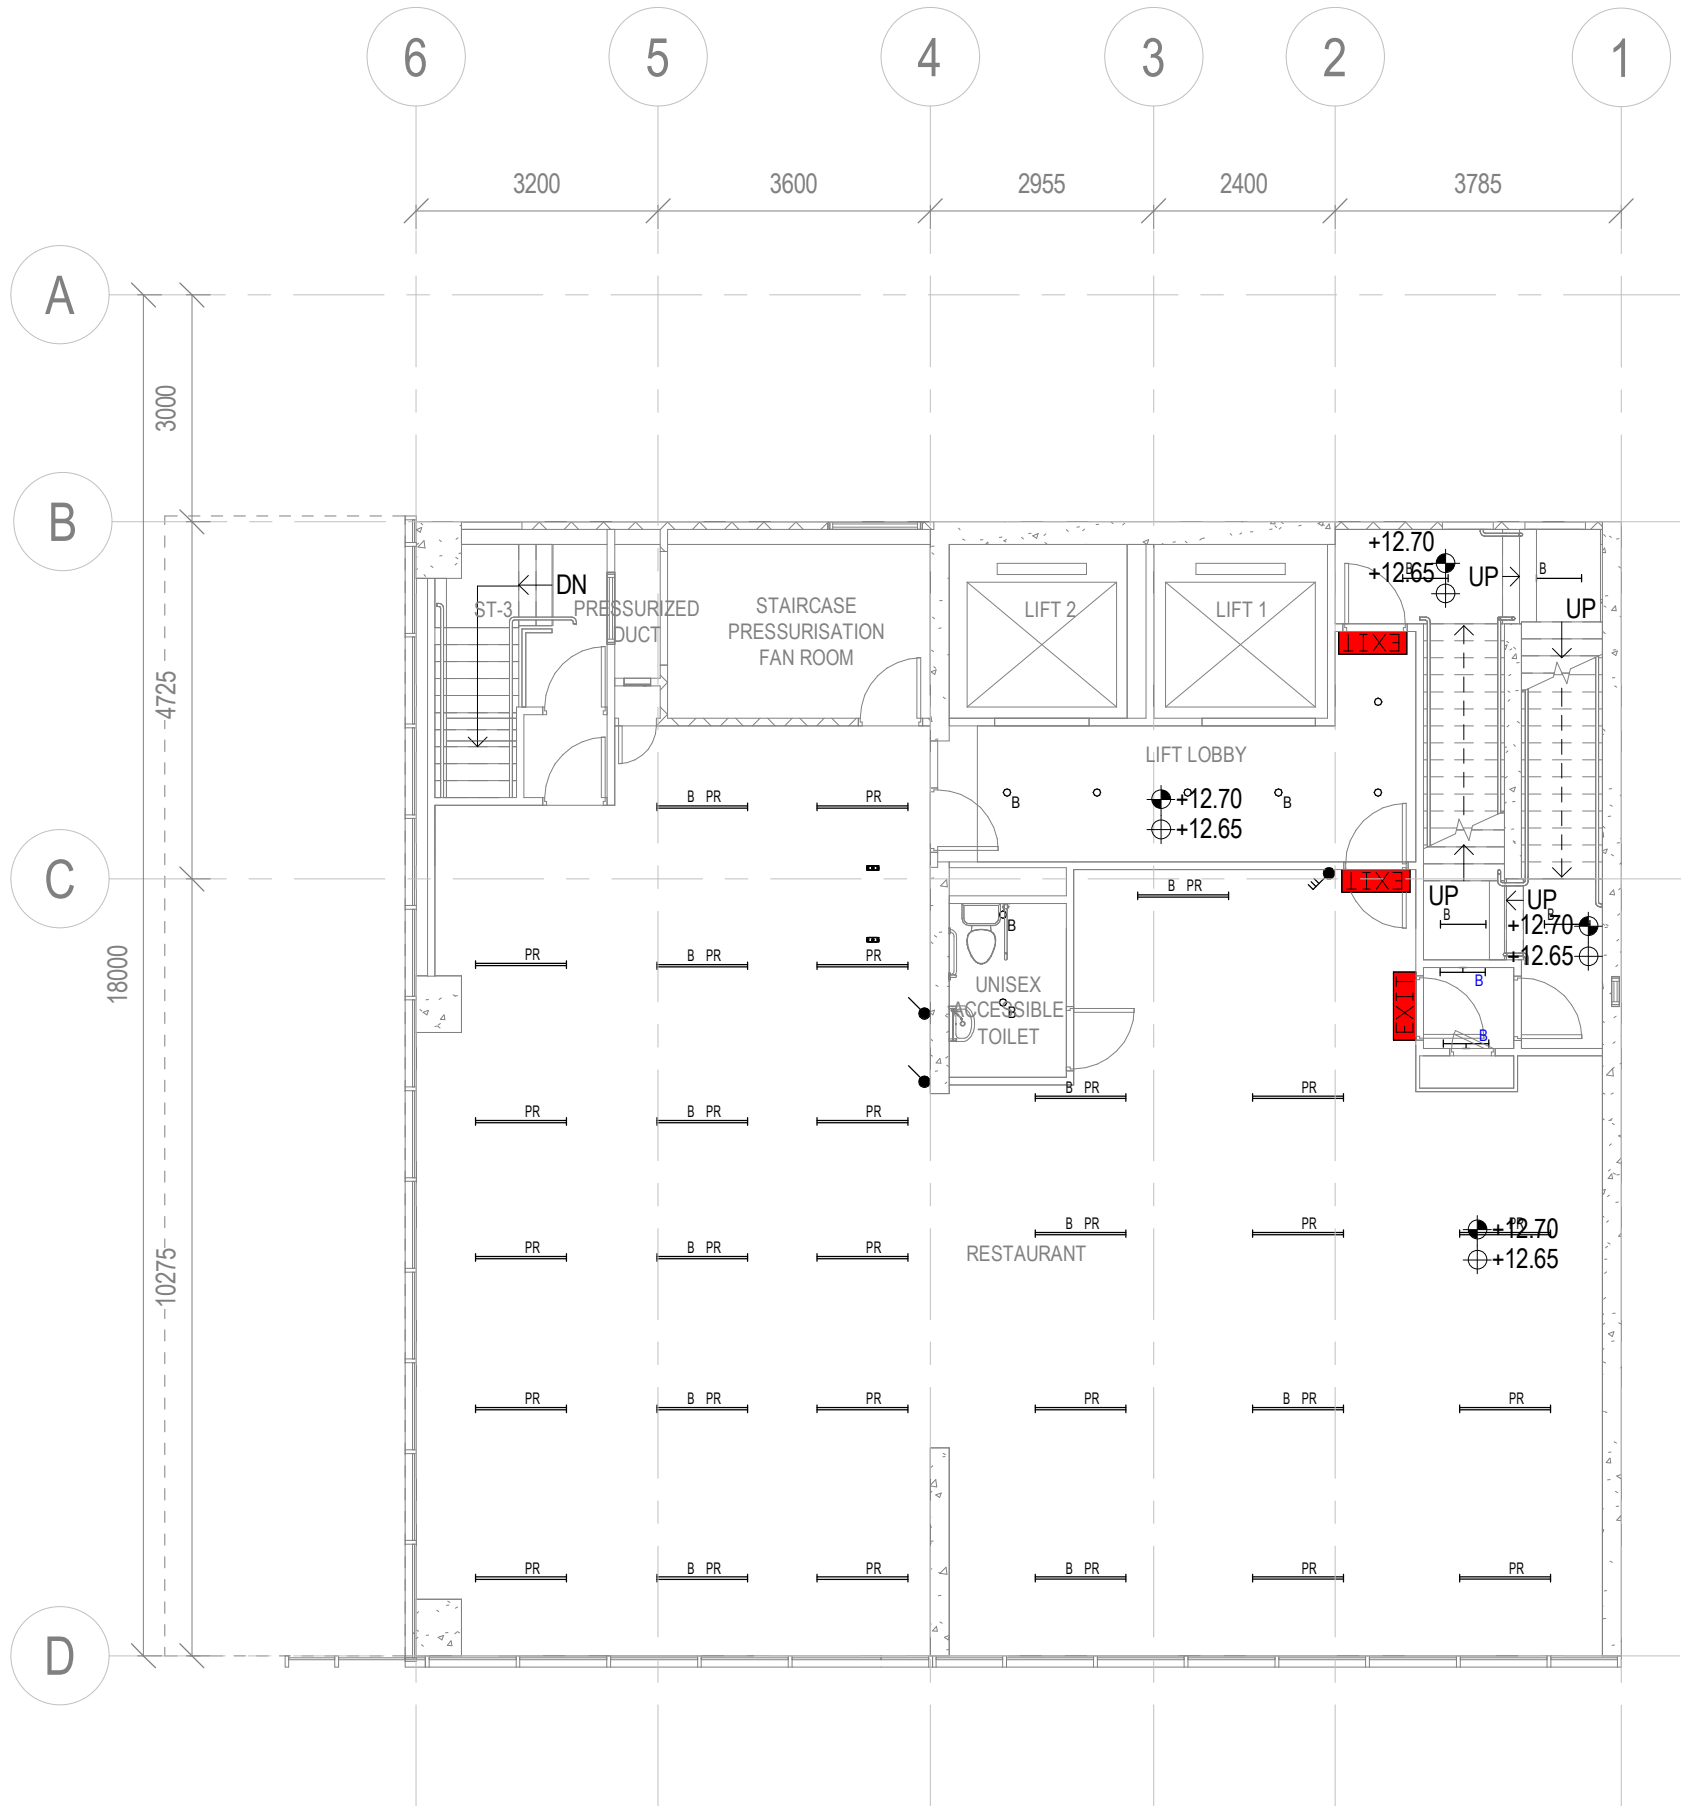 6 5 4 3 2 1
3200 3600 2955 2400 3785
A
3000
B
+12.70
+12.65
B
UP
B
UP
DN
ST-3
PRESSURIZED
DUCT
STAIRCASE
PRESSURISATION
FAN ROOM
LIFT 2
LIFT 1
EXIT
4725
LIFT LOBBY
B PR
PR
B
B
+12.70
+12.65
C
B PR
E
EXIT
UP
UP
B
B
+12.70
+12.65
18000
PR
B PR
PR
B
UNISEX
ACCESSIBLE
TOILET
B
EXIT
B
B
B PR
PR
PR
B PR
PR
B PR
PR
PR
+12.70
+12.65
10275
PR
B PR
PR
RESTAURANT
PR
B PR
PR
PR
B PR
PR
PR
B PR
PR
B PR
PR
PR
D